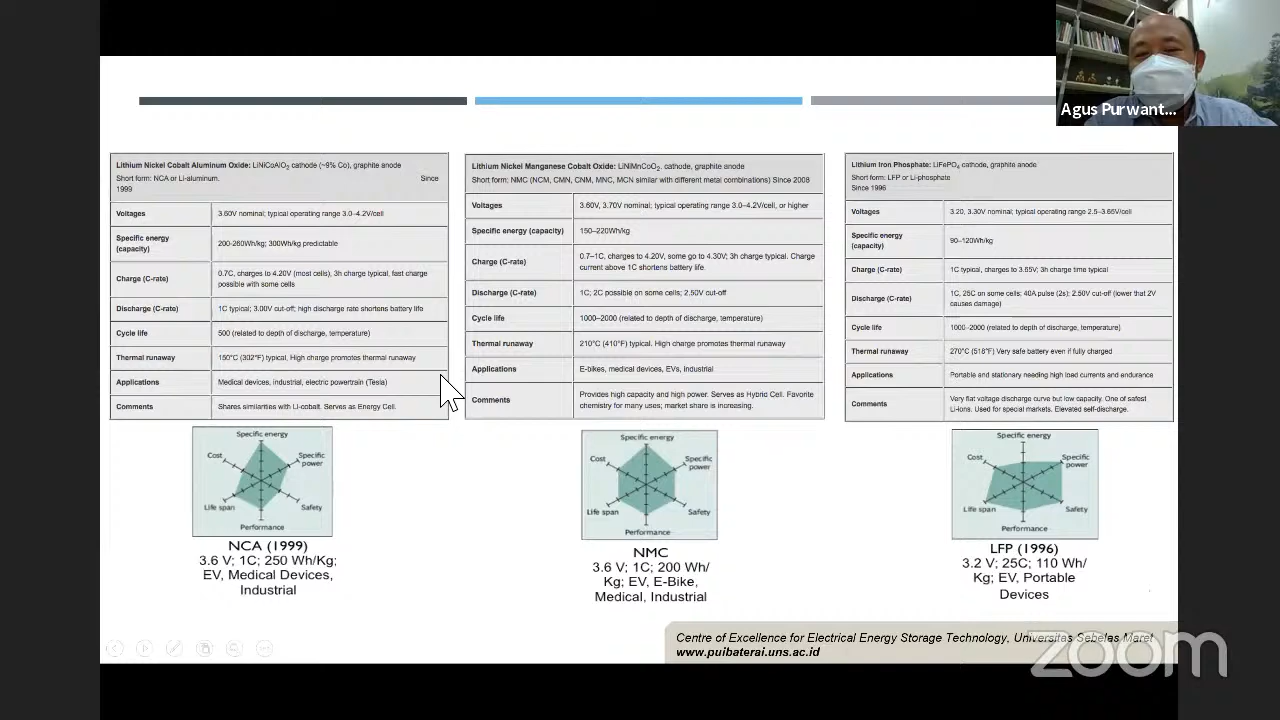 Agus Purwant...
Lithium Nickel Cobalt Aluminum Oxide: LiNiCoAlO₂ cathode (~9% Co), graphite anode
Short form: NCA or Li-aluminum. Since
1999
Voltages 3.60V nominal; typical operating range 3.0–4.2V/cell
Specific energy
(capacity)
200-260Wh/kg; 300Wh/kg predictable
Charge (C-rate)
0.7C, charges to 4.20V (most cells), 3h charge typical, fast charge
possible with some cells
Discharge (C-rate) 1C typical; 3.00V cut-off; high discharge rate shortens battery life
Cycle life 500 (related to depth of discharge, temperature)
Thermal runaway 150°C (302°F) typical, High charge promotes thermal runaway
Applications Medical devices, industrial, electric powertrain (Tesla)
Comments Shares similarities with Li-cobalt. Serves as Energy Cell.
Specific energy
Cost
Specific
power
Life span
Safety
Performance
NCA (1999)
3.6 V; 1C; 250 Wh/Kg;
EV, Medical Devices,
Industrial
Lithium Nickel Manganese Cobalt Oxide: LiNiMnCoO₂. cathode, graphite anode
Short form: NMC (NCM, CMN, CNM, MNC, MCN similar with different metal combinations) Since 2008
Voltages 3.60V, 3.70V nominal; typical operating range 3.0–4.2V/cell, or higher
Specific energy (capacity) 150–220Wh/kg
Charge (C-rate)
0.7–1C, charges to 4.20V, some go to 4.30V; 3h charge typical. Charge
current above 1C shortens battery life.
Discharge (C-rate) 1C; 2C possible on some cells; 2.50V cut-off
Cycle life 1000–2000 (related to depth of discharge, temperature)
Thermal runaway 210°C (410°F) typical. High charge promotes thermal runaway
Applications E-bikes, medical devices, EVs, industrial
Comments
Provides high capacity and high power. Serves as Hybrid Cell. Favorite
chemistry for many uses; market share is increasing.
Specific energy
Cost
Specific
power
Life span
Safety
Performance
NMC
3.6 V; 1C; 200 Wh/
Kg; EV, E-Bike,
Medical, Industrial
Lithium Iron Phosphate: LiFePO₄ cathode, graphite anode
Short form: LFP or Li-phosphate
Since 1996
Voltages 3.20, 3.30V nominal; typical operating range 2.5–3.65V/cell
Specific energy
(capacity)
90–120Wh/kg
Charge (C-rate) 1C typical, charges to 3.65V; 3h charge time typical
Discharge (C-rate)
1C, 25C on some cells; 40A pulse (2s); 2.50V cut-off (lower that 2V
causes damage)
Cycle life 1000–2000 (related to depth of discharge, temperature)
Thermal runaway 270°C (518°F) Very safe battery even if fully charged
Applications Portable and stationary needing high load currents and endurance
Comments
Very flat voltage discharge curve but low capacity. One of safest
Li-ions. Used for special markets. Elevated self-discharge.
Specific energy
Cost
Specific
power
Life span
Safety
Performance
LFP (1996)
3.2 V; 25C; 110 Wh/
Kg; EV, Portable
Devices
Centre of Excellence for Electrical Energy Storage Technology, Universitas Sebelas Maret
www.puibaterai.uns.ac.id
zoom